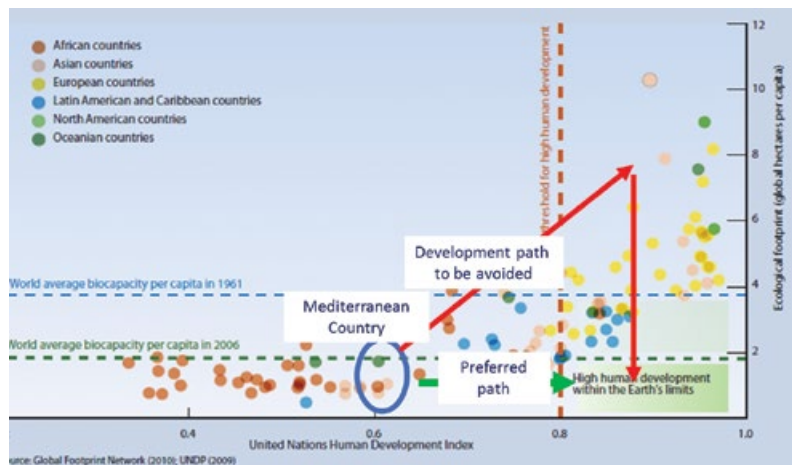 African countries
Asian countries
European countries
Latin American and Caribbean countries
North American countries
Oceanian countries
threshold for high human development
12
10
8
6
4
2
Ecological footprint (global hectares per capita)
Development path
to be avoided
World average biocapacity per capita in 1961
Mediterranean
Country
World average biocapacity per capita in 2006
Preferred
path
High human development
within the Earth's limits
0.4
0.6
0.8
1.0
United Nations Human Development Index
ource: Global Footprint Network (2010); UNDP (2009)